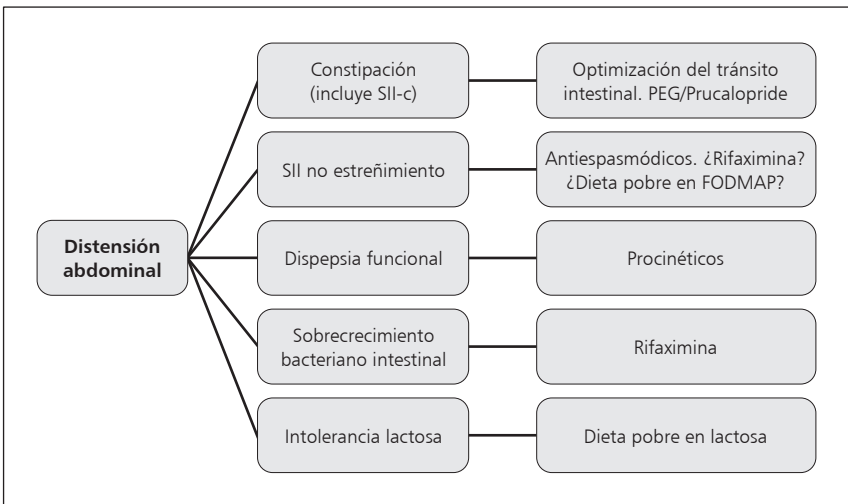 Distensión
abdominal
Constipación
(incluye SII-c)
Optimización del tránsito
intestinal. PEG/Prucalopride
SII no estreñimiento
Antiespasmódicos. ¿Rifaximina?
¿Dieta pobre en FODMAP?
Dispepsia funcional
Procinéticos
Sobrecrecimiento
bacteriano intestinal
Rifaximina
Intolerancia lactosa
Dieta pobre en lactosa